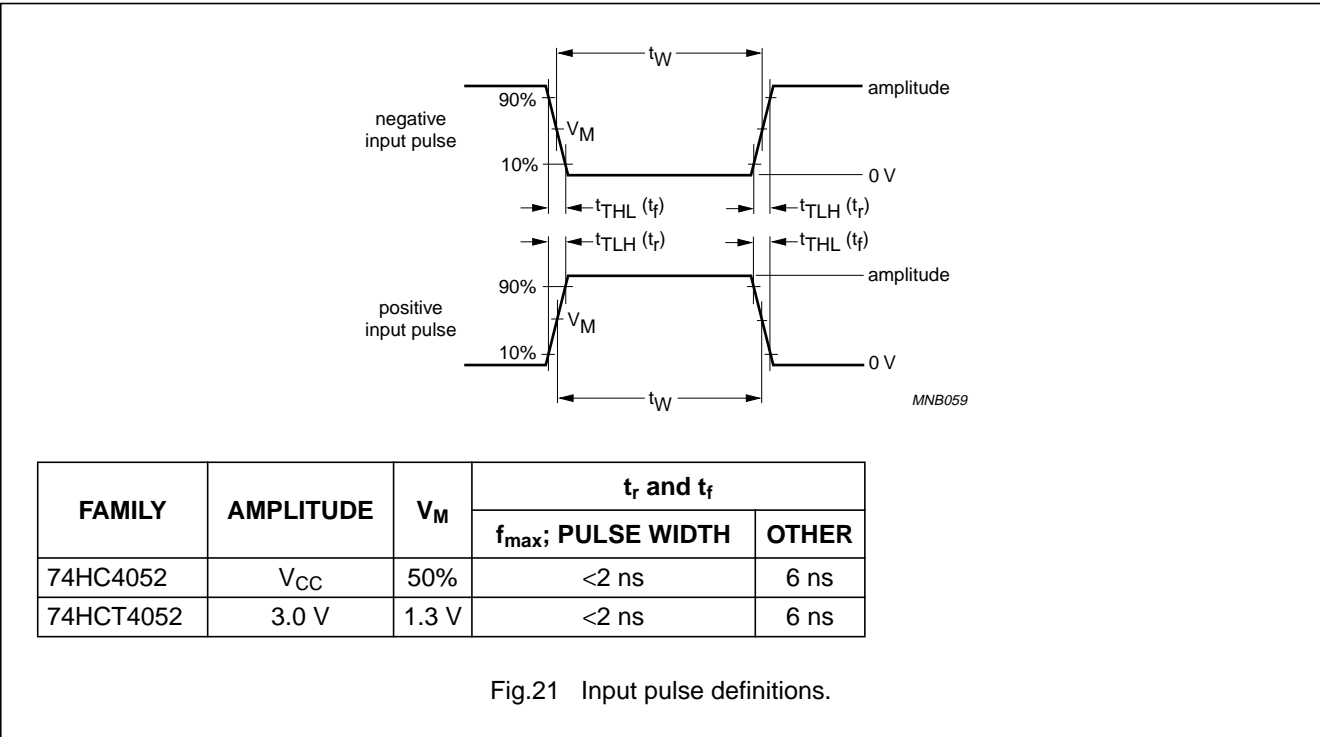 tW
amplitude
90%
negative
input pulse
VM
10%
0 V
tTHL (tf)
tTLH (tr)
tTLH (tr)
tTHL (tf)
amplitude
90%
positive
input pulse
VM
10%
0 V
tW
MNB059
FAMILY AMPLITUDE VM tr and tf
fmax; PULSE WIDTH OTHER
74HC4052 VCC 50% <2 ns 6 ns
74HCT4052 3.0 V 1.3 V <2 ns 6 ns
Fig.21 Input pulse definitions.